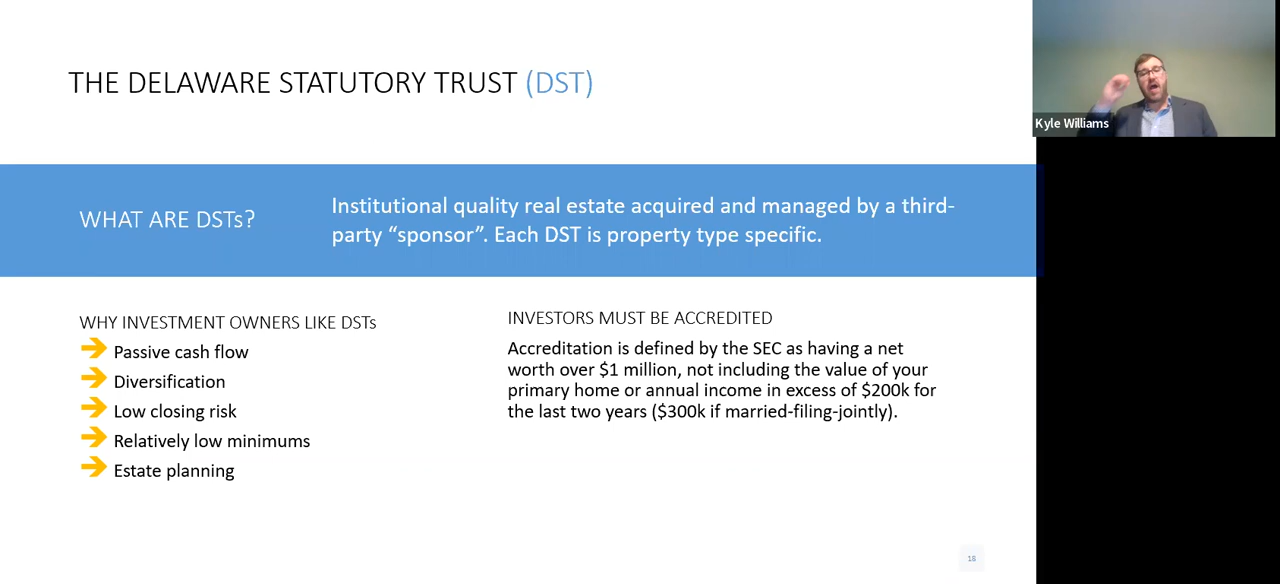 THE DELAWARE STATUTORY TRUST (DST)
Kyle Williams
WHAT ARE DSTs?
Institutional quality real estate acquired and managed by a third-
party “sponsor”. Each DST is property type specific.
WHY INVESTMENT OWNERS LIKE DSTs
Passive cash flow
Diversification
Low closing risk
Relatively low minimums
Estate planning
INVESTORS MUST BE ACCREDITED
Accreditation is defined by the SEC as having a net
worth over $1 million, not including the value of your
primary home or annual income in excess of $200k for
the last two years ($300k if married-filing-jointly).
16